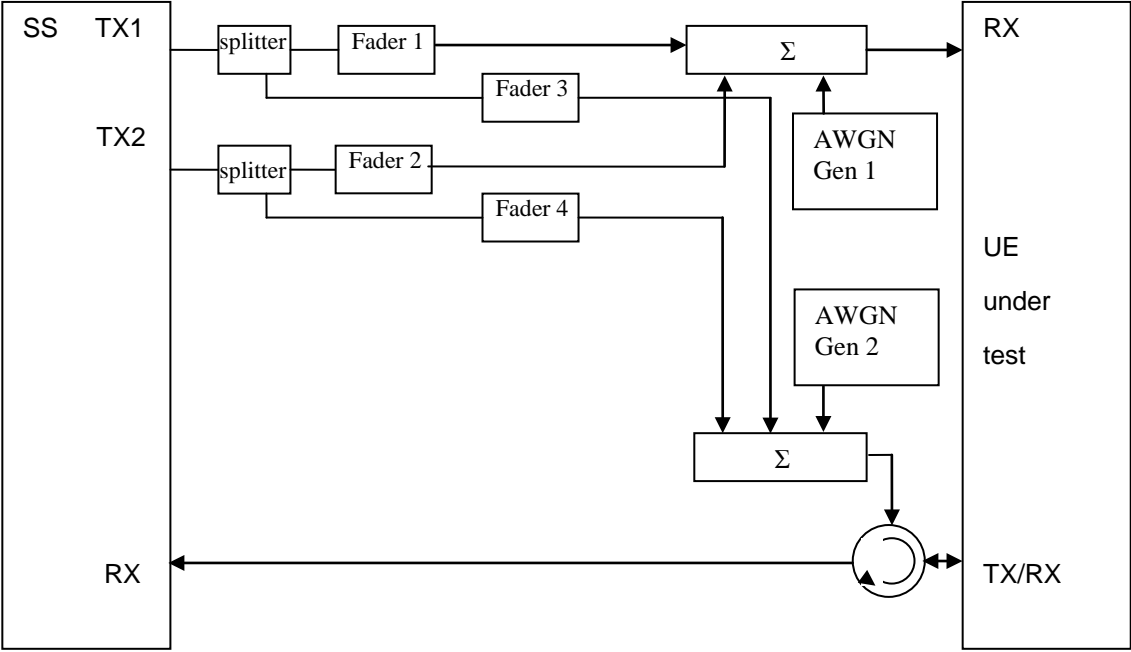 SS TX1
splitter
Fader 1
Σ
RX
Fader 3
TX2
AWGN
Gen 1
splitter
Fader 2
Fader 4
UE
under
test
AWGN
Gen 2
Σ
RX
TX/RX